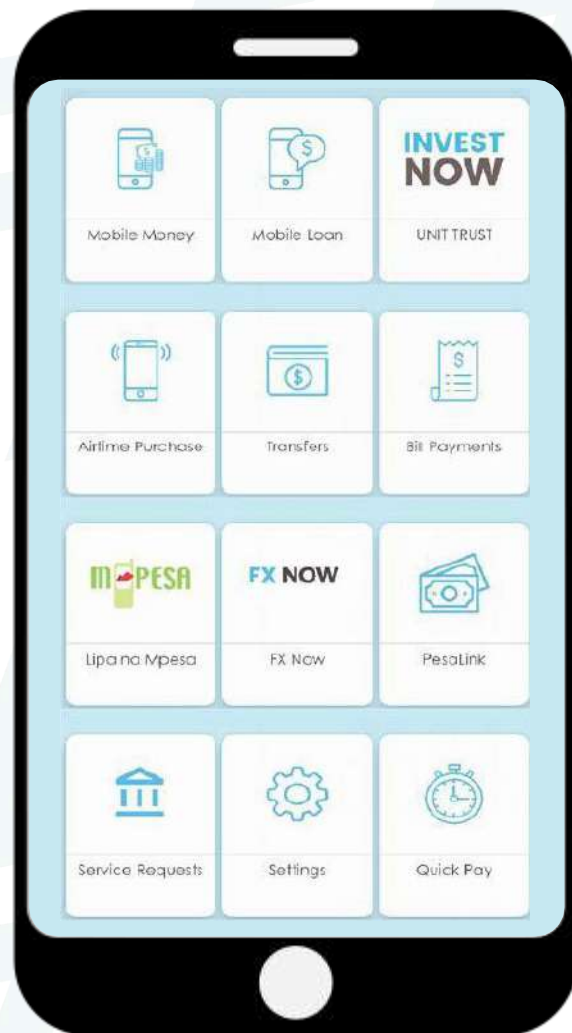 INVEST
NOW
Mobile Money
Mobile Loan
UNIT TRUST
Airtime Purchase
Transfers
Bill Payments
M-PESA
FX NOW
Lipa na Mpesa
FX Now
PesaLink
Service Requests
Settings
Quick Pay